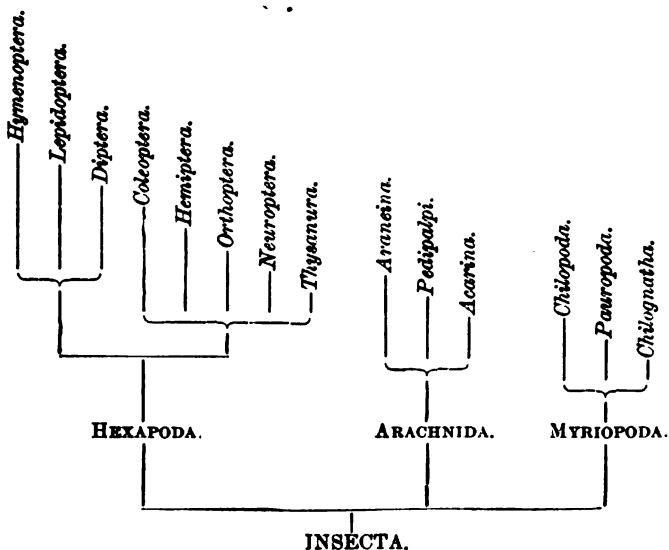 Hymenoptera.
Lepidoptera.
Diptera.
Coleoptera.
Hemiptera.
Orthoptera.
Neuroptera.
Thysanura.
Araneina.
Pedipalpi.
Acarina.
Chilopoda.
Pauropoda.
Chilognatha.
HEXAPODA.
ARACHNIDA.
MYRIOPODA.
INSECTA.